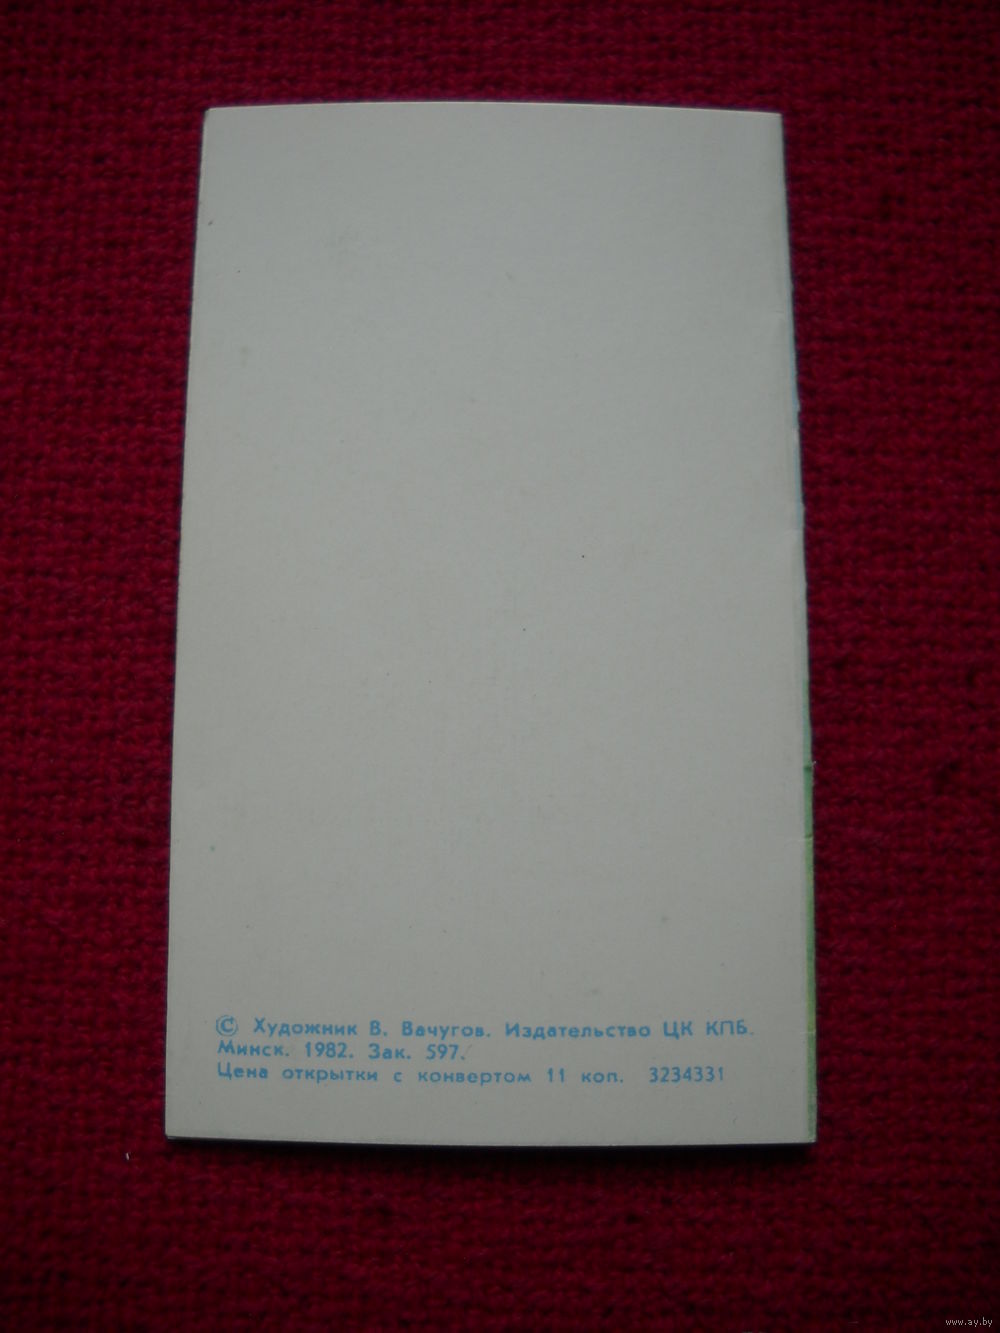 © Художник В. Вачугов. Издательство ЦК КПБ.
Минск. 1982. Зак. 597.
Цена открытки с конвертом 11 коп. 3234331
www.ay.by